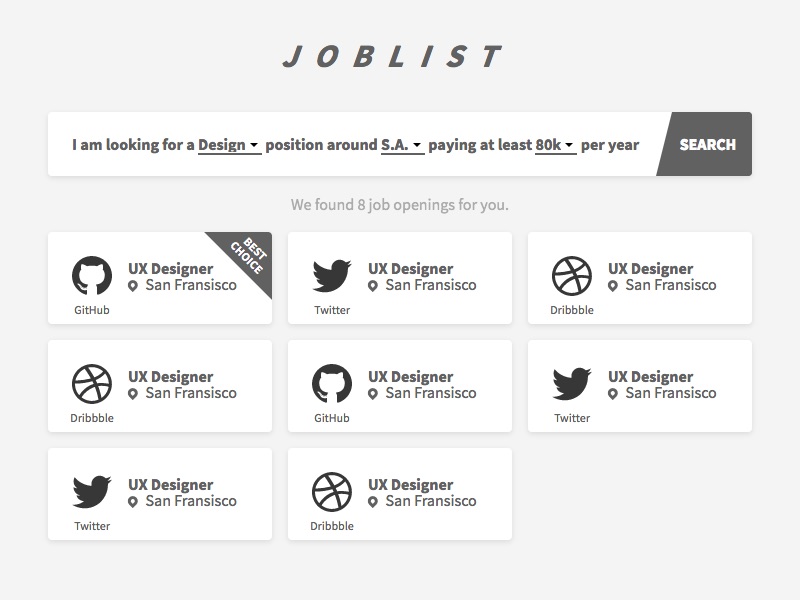 JOBLIST
I am looking for a Design position around S.A. paying at least 80k per year
SEARCH
We found 8 job openings for you.
BEST
CHOICE
UX Designer
San Fransisco
GitHub
UX Designer
San Fransisco
Twitter
UX Designer
San Fransisco
Dribbble
UX Designer
San Fransisco
Dribbble
UX Designer
San Fransisco
GitHub
UX Designer
San Fransisco
Twitter
UX Designer
San Fransisco
Twitter
UX Designer
San Fransisco
Dribbble